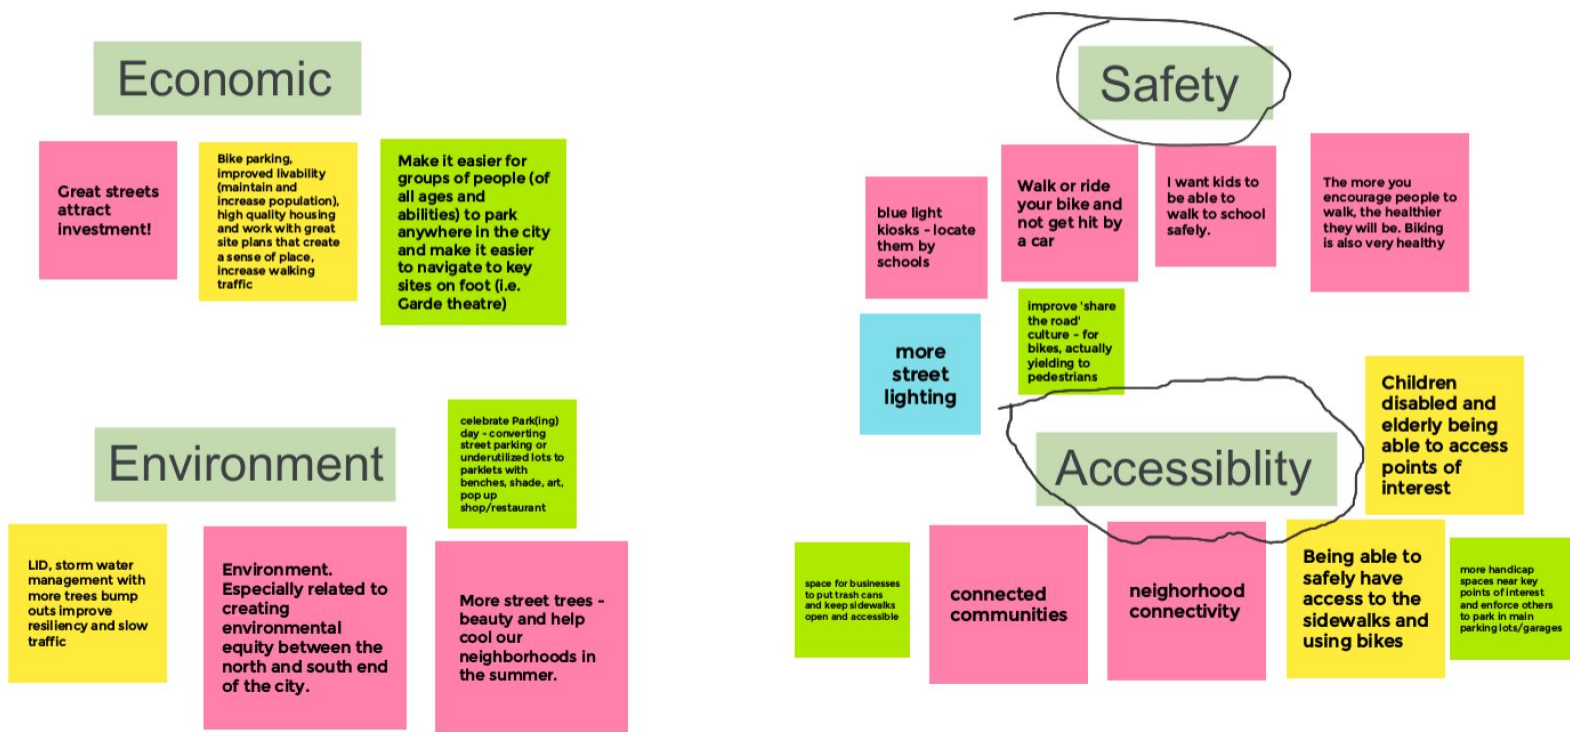 Economic
Great streets
attract
investment!
Bike parking,
improved livability
(maintain and
increase population),
high quality housing
and work with great
site plans that create
a sense of place,
increase walking
traffic
Make it easier for
groups of people (of
all ages and
abilities) to park
anywhere in the city
and make it easier
to navigate to key
sites on foot (i.e.
Garde theatre)
Environment
celebrate Park(ing)
day - converting
street parking or
underutilized lots to
parklets with
benches, shade, art,
pop up
shop/restaurant
LID, storm water
management with
more trees bump
outs improve
resiliency and slow
traffic
Environment.
Especially related to
creating
environmental
equity between the
north and south end
of the city.
More street trees -
beauty and help
cool our
neighborhoods in
the summer.
Safety
blue light
kiosks - locate
them by
schools
Walk or ride
your bike and
not get hit by
a car
I want kids to
be able to
walk to school
safely.
The more you
encourage people to
walk, the healthier
they will be. Biking
is also very healthy
more
street
lighting
improve 'share
the road'
culture - for
bikes, actually
yielding to
pedestrians
Accessiblity
Children
disabled and
elderly being
able to access
points of
interest
space for businesses
to put trash cans
and keep sidewalks
open and accessible
connected
communities
neighorhood
connectivity
Being able to
safely have
access to the
sidewalks and
using bikes
more handicap
spaces near key
points of interest
and enforce others
to park in main
parking lots/garages